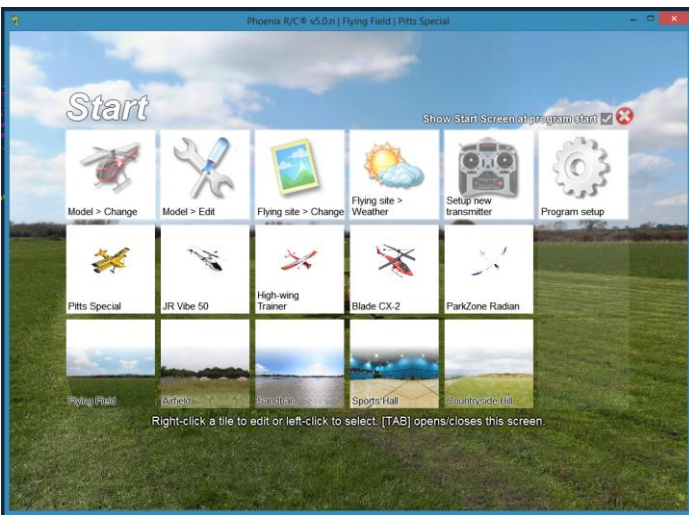 Phoenix R/C® v5.0.n | Flying Field | Pitts Special
Start
Show Start Screen at program start
Model > Change
Model > Edit
Flying site > Change
Flying site >
Weather
Setup new
transmitter
Program setup
Pitts Special
JR Vibe 50
High-wing
Trainer
Blade CX-2
ParkZone Radian
Flying Field
Airfield
Sandbar
Sports Hall
Countryside Hill
Right-click a tile to edit or left-click to select. [TAB] opens/closes this screen.